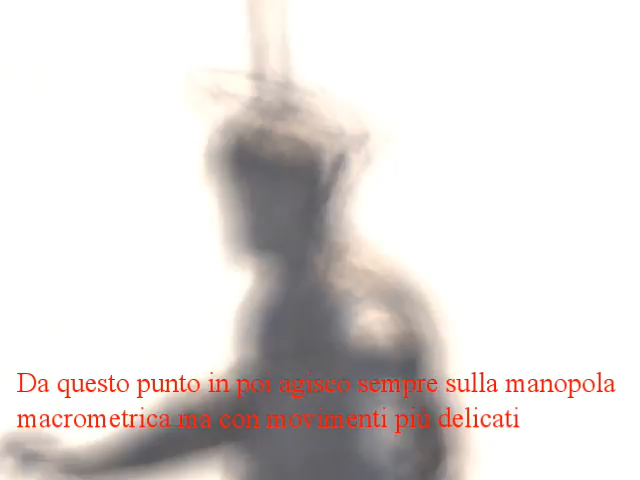 Da questo punto in poi agisco sempre sulla manopola
macrometrica ma con movimenti più delicati